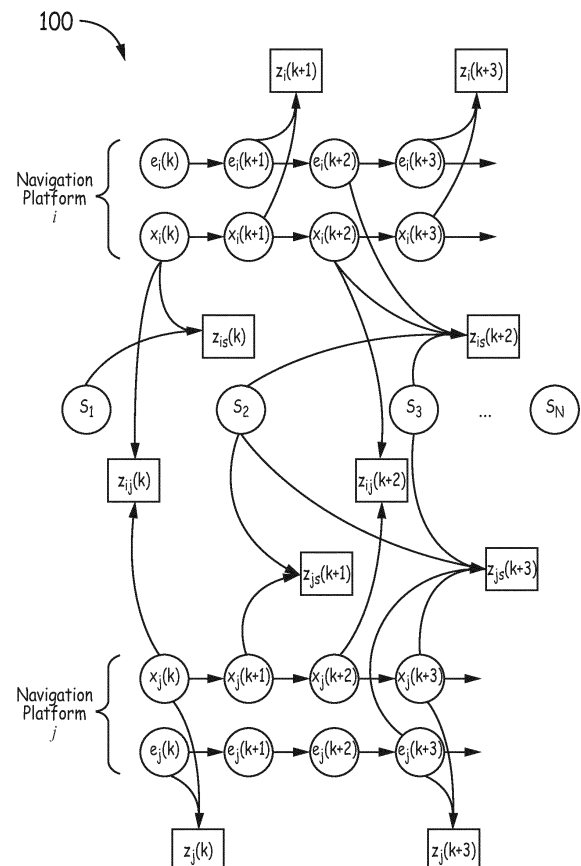 100
z_i(k+1) z_i(k+3)
e_i(k) e_i(k+1) e_i(k+2) e_i(k+3)
Navigation
Platform
i
x_i(k) x_i(k+1) x_i(k+2) x_i(k+3)
z_is(k) z_is(k+2)
S_1 S_2 S_3 ... S_N
z_ij(k) z_ij(k+2)
z_js(k+1) z_js(k+3)
x_j(k) x_j(k+1) x_j(k+2) x_j(k+3)
Navigation
Platform
j
e_j(k) e_j(k+1) e_j(k+2) e_j(k+3)
z_j(k) z_j(k+3)